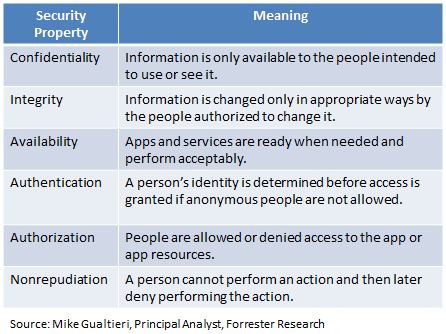 Security
Property
Meaning
Confidentiality
Information is only available to the people intended
to use or see it.
Integrity
Information is changed only in appropriate ways by
the people authorized to change it.
Availability
Apps and services are ready when needed and
perform acceptably.
Authentication
A person's identity is determined before access is
granted if anonymous people are not allowed.
Authorization
People are allowed or denied access to the app or
app resources.
Nonrepudiation
A person cannot perform an action and then later
deny performing the action.
Source: Mike Gualtieri, Principal Analyst, Forrester Research